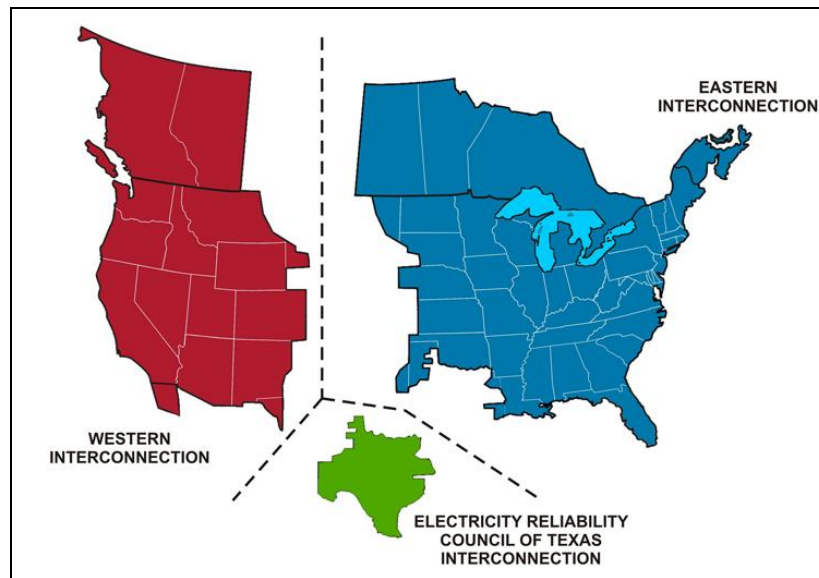 EASTERN
INTERCONNECTION
WESTERN
INTERCONNECTION
ELECTRICITY RELIABILITY
COUNCIL OF TEXAS
INTERCONNECTION